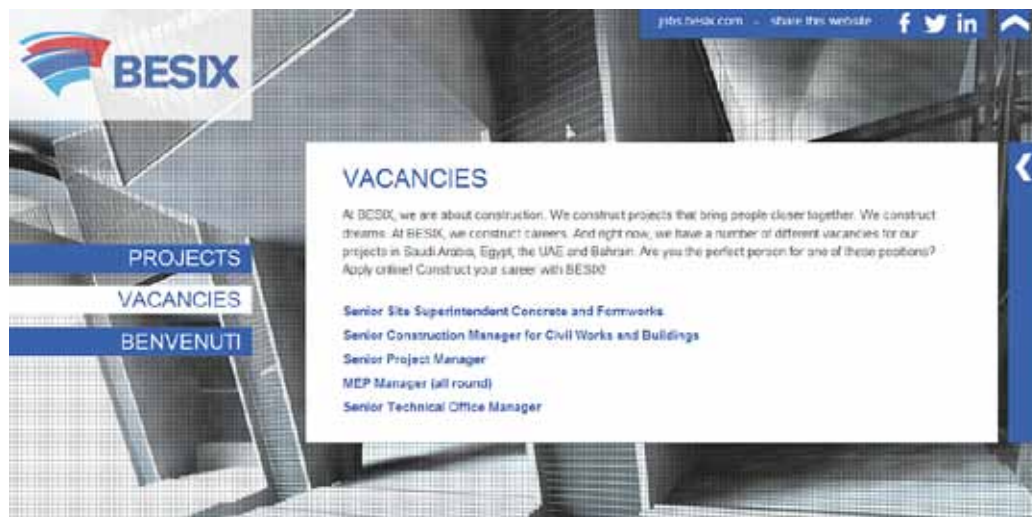 jobs.besix.com - share this website
BESIX
VACANCIES
At BESIX, we are about construction. We construct projects that bring people closer together. We construct
dreams. At BESIX, we construct careers. And right now, we have a number of different vacancies for our
projects in Saudi Arabia, Egypt, the UAE and Bahrain. Are you the perfect person for one of these positions?
Apply online! Construct your career with BESIX!
PROJECTS
VACANCIES
BENVENUTI
Senior Site Superintendent Concrete and Formworks
Senior Construction Manager for Civil Works and Buildings
Senior Project Manager
MEP Manager (all round)
Senior Technical Office Manager